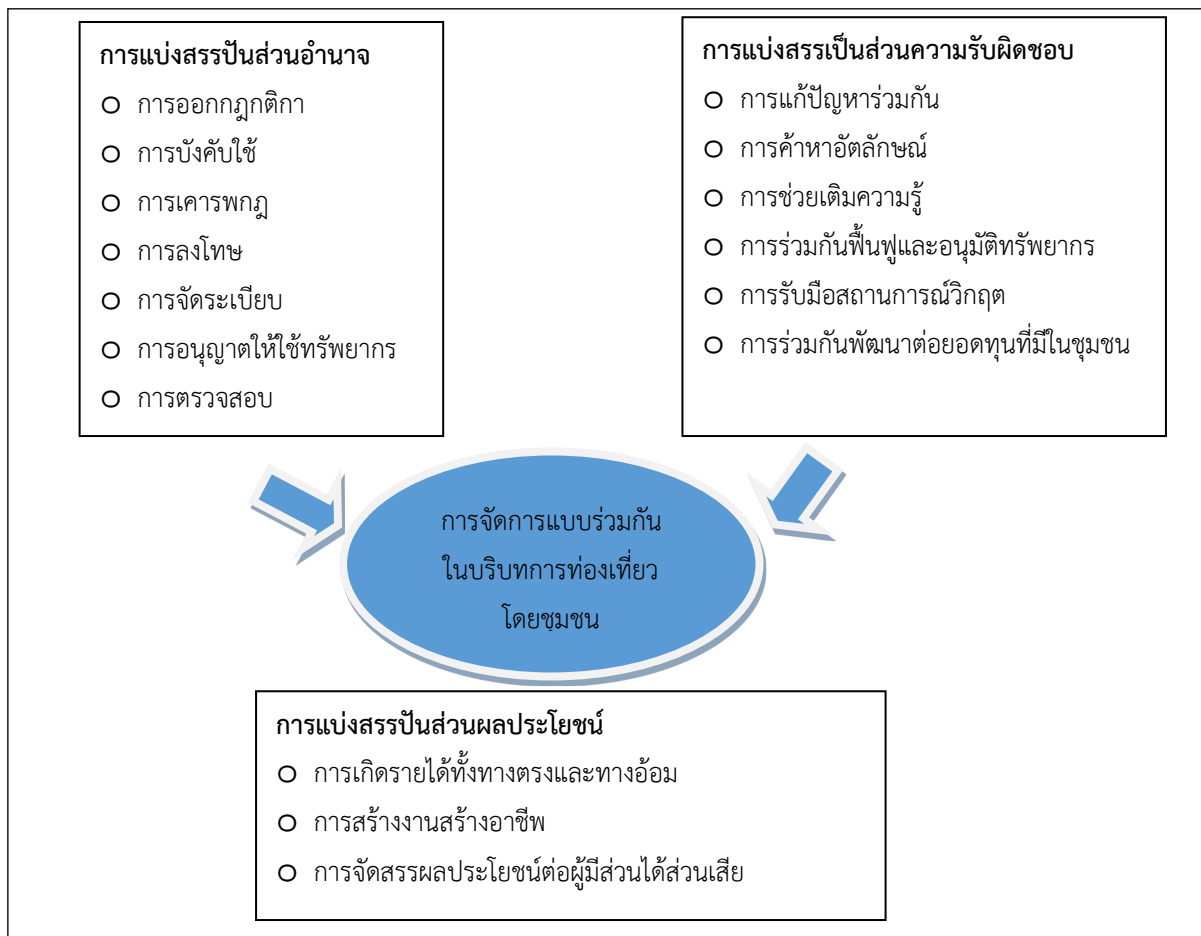 การแบ่งสรรปันส่วนอำนาจ
O การออกกฎกติกา
O การบังคับใช้
O การเคารพกฎ
O การลงโทษ
O การจัดระเบียบ
O การอนุญาตให้ใช้ทรัพยากร
O การตรวจสอบ
การแบ่งสรรเป็นส่วนความรับผิดชอบ
O การแก้ปัญหาร่วมกัน
O การค้าหาอัตลักษณ์
O การช่วยเติมความรู้
O การร่วมกันฟื้นฟูและอนุมัติทรัพยากร
O การรับมือสถานการณ์วิกฤต
O การร่วมกันพัฒนาต่อยอดทุนที่มีในชุมชน
การจัดการแบบร่วมกัน
ในบริบทการท่องเที่ยว
โดยชุมชน
การแบ่งสรรปันส่วนผลประโยชน์
O การเกิดรายได้ทั้งทางตรงและทางอ้อม
O การสร้างงานสร้างอาชีพ
O การจัดสรรผลประโยชน์ต่อผู้มีส่วนได้ส่วนเสีย